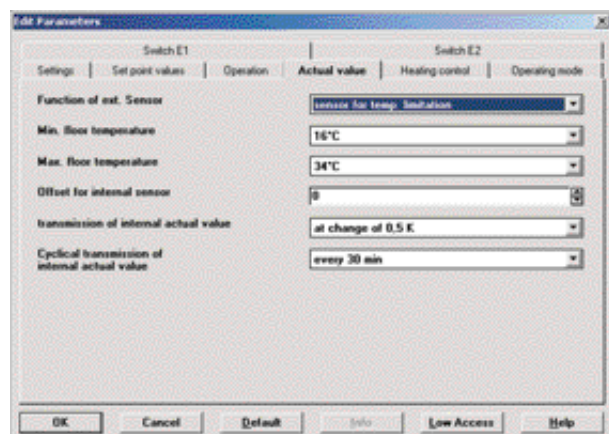 Edit Parameters
Switch E1 Switch E2
Settings Set point values Operation Actual value Heating control Operating mode
Function of ext. Sensor sensor for temp. limitation
Min. floor temperature 16°C
Max. floor temperature 34°C
Offset for internal sensor 0
transmission of internal actual value at change of 0,5 K
Cyclical transmission of
internal actual value every 30 min
OK Cancel Default Info Low Access Help